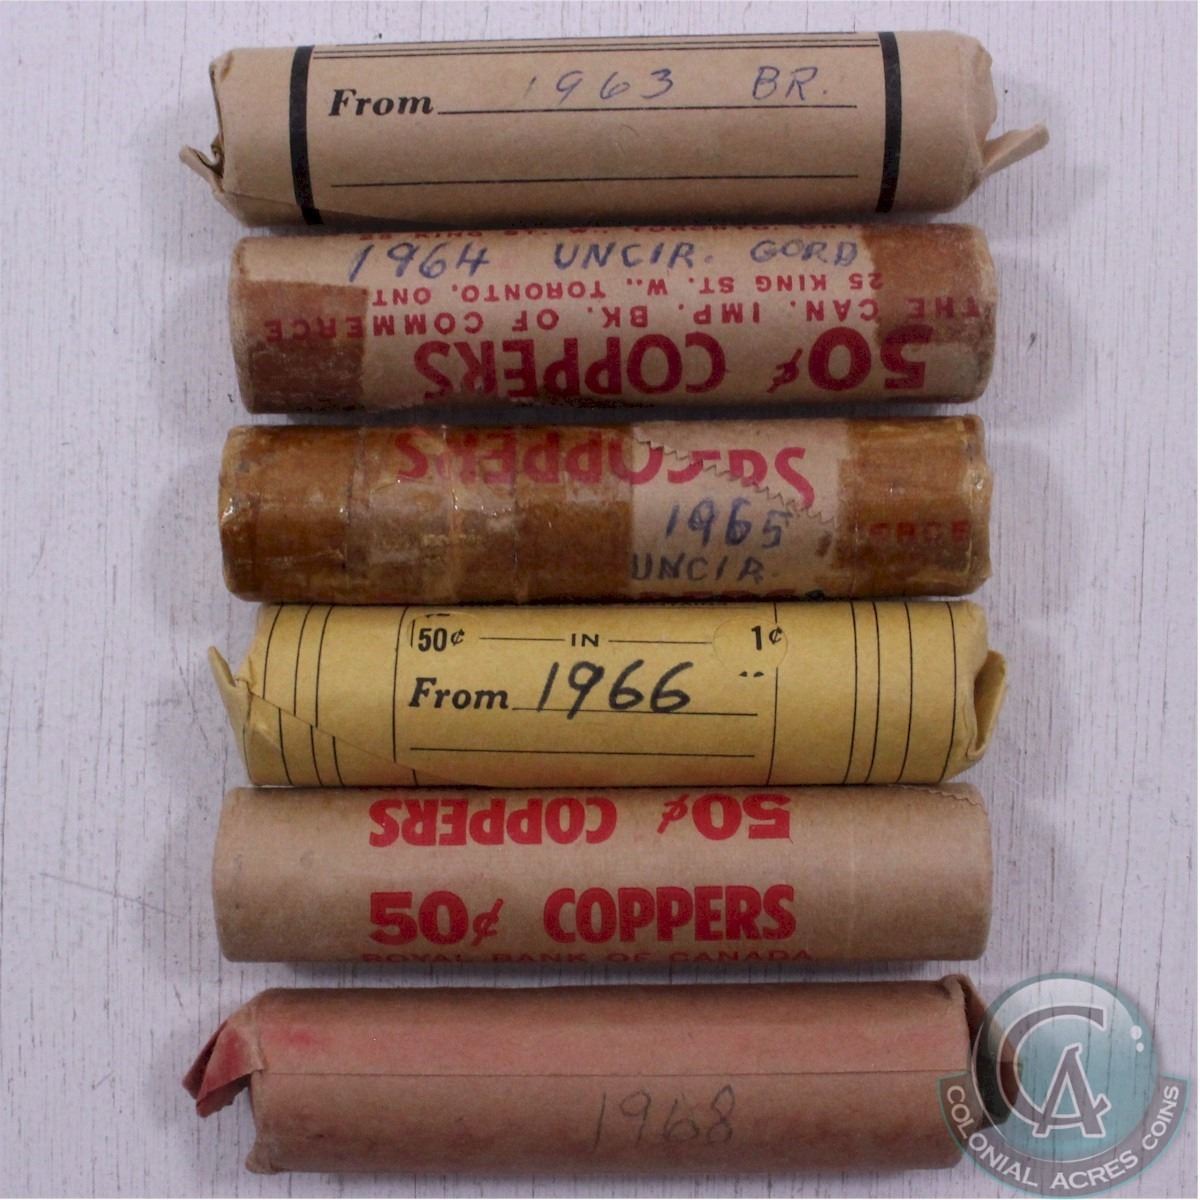 From 1963 BR.
1964 UNCIR. GORD
25 KING ST. W., TORONTO, ONT.
THE CAN. IMP. BK. OF COMMERCE
50¢ COPPERS
COPPERS
1965
UNCIR.
50¢ IN 1¢
From 1966
50¢ COPPERS
50¢ COPPERS
ROYAL BANK OF CANADA
1968
CA
COLONIAL ACRES COINS